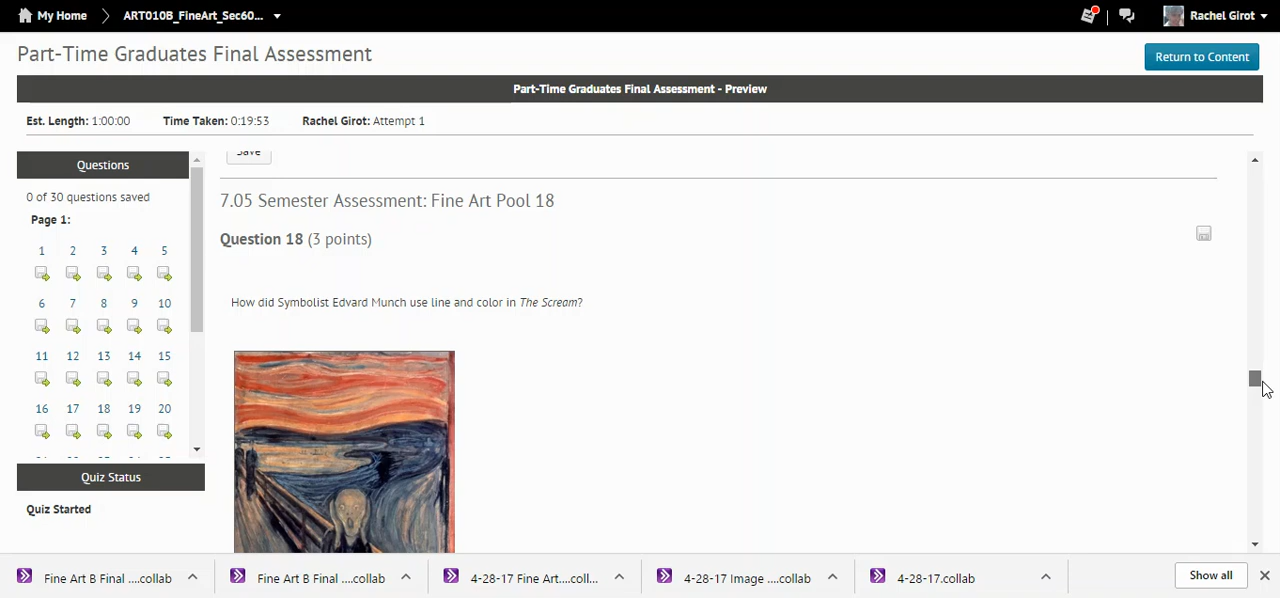 My Home ART010B_FineArt_Sec60... Rachel Girot
Part-Time Graduates Final Assessment
Return to Content
Part-Time Graduates Final Assessment - Preview
Est. Length: 1:00:00 Time Taken: 0:19:53 Rachel Girot: Attempt 1
Questions
Save
0 of 30 questions saved
Page 1:
7.05 Semester Assessment: Fine Art Pool 18
Question 18 (3 points)
1 2 3 4 5
6 7 8 9 10
How did Symbolist Edvard Munch use line and color in The Scream?
11 12 13 14 15
16 17 18 19 20
Quiz Status
Quiz Started
Fine Art B Final ....collab Fine Art B Final ....collab 4-28-17 Fine Art....coll... 4-28-17 Image ....collab 4-28-17.collab Show all